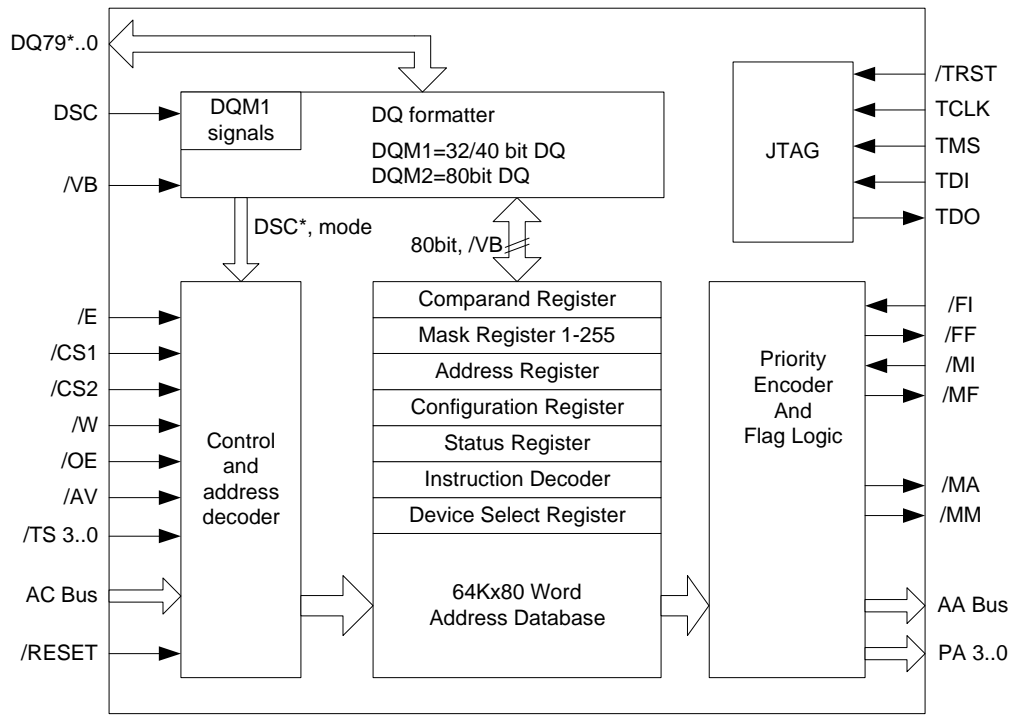 DQ79*..0
DSC
/VB
DQM1
signals
DQ formatter
DQM1=32/40 bit DQ
DQM2=80bit DQ
JTAG
/TRST
TCLK
TMS
TDI
TDO
DSC*, mode
80bit, /VB
/E
/CS1
/CS2
/W
/OE
/AV
/TS 3..0
AC Bus
/RESET
Control
and
address
decoder
Comparand Register
Mask Register 1-255
Address Register
Configuration Register
Status Register
Instruction Decoder
Device Select Register
64Kx80 Word
Address Database
Priority
Encoder
And
Flag Logic
/FI
/FF
/MI
/MF
/MA
/MM
AA Bus
PA 3..0